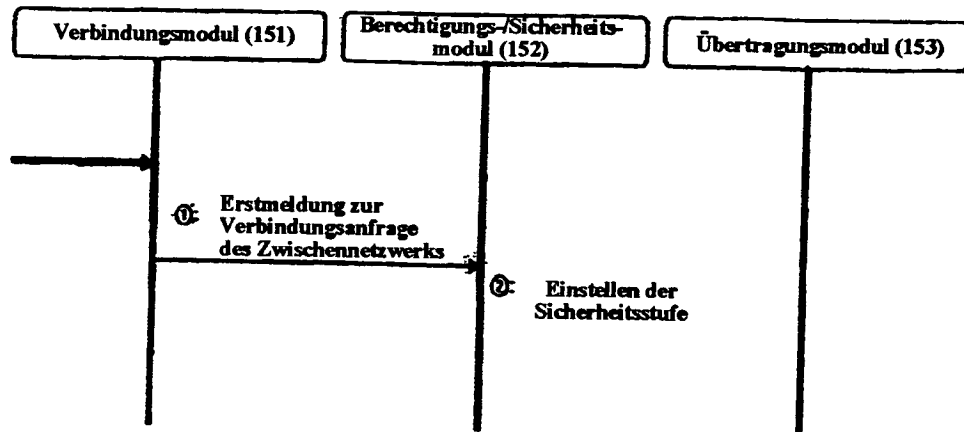 Verbindungsmodul (151)
Berechtigungs-/Sicherheits-
modul (152)
Übertragungsmodul (153)
①: Erstmeldung zur
Verbindungsanfrage
des Zwischennetzwerks
②: Einstellen der
Sicherheitsstufe